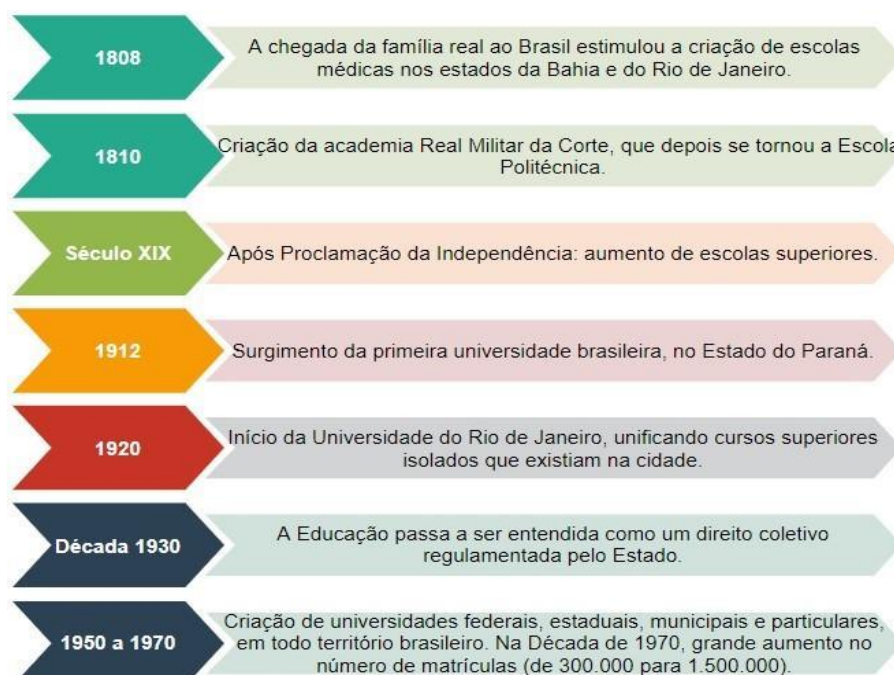 1808
A chegada da família real ao Brasil estimulou a criação de escolas
médicas nos estados da Bahia e do Rio de Janeiro.
1810
Criação da academia Real Militar da Corte, que depois se tornou a Escola
Politécnica.
Século XIX
Após Proclamação da Independência: aumento de escolas superiores.
1912
Surgimento da primeira universidade brasileira, no Estado do Paraná.
1920
Início da Universidade do Rio de Janeiro, unificando cursos superiores
isolados que existiam na cidade.
Década 1930
A Educação passa a ser entendida como um direito coletivo
regulamentada pelo Estado.
1950 a 1970
Criação de universidades federais, estaduais, municipais e particulares,
em todo território brasileiro. Na Década de 1970, grande aumento no
número de matrículas (de 300.000 para 1.500.000).